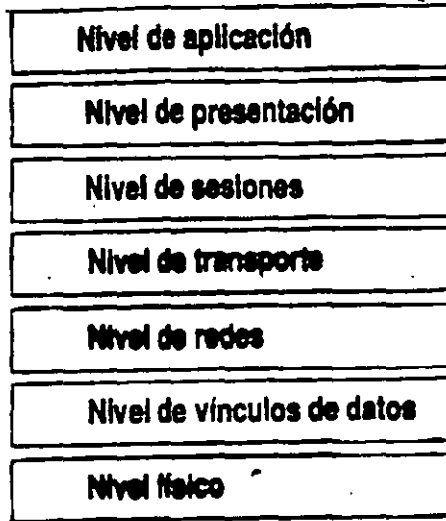 Nivel de aplicación
Nivel de presentación
Nivel de sesiones
Nivel de transporte
Nivel de redes
Nivel de vínculos de datos
Nivel físico